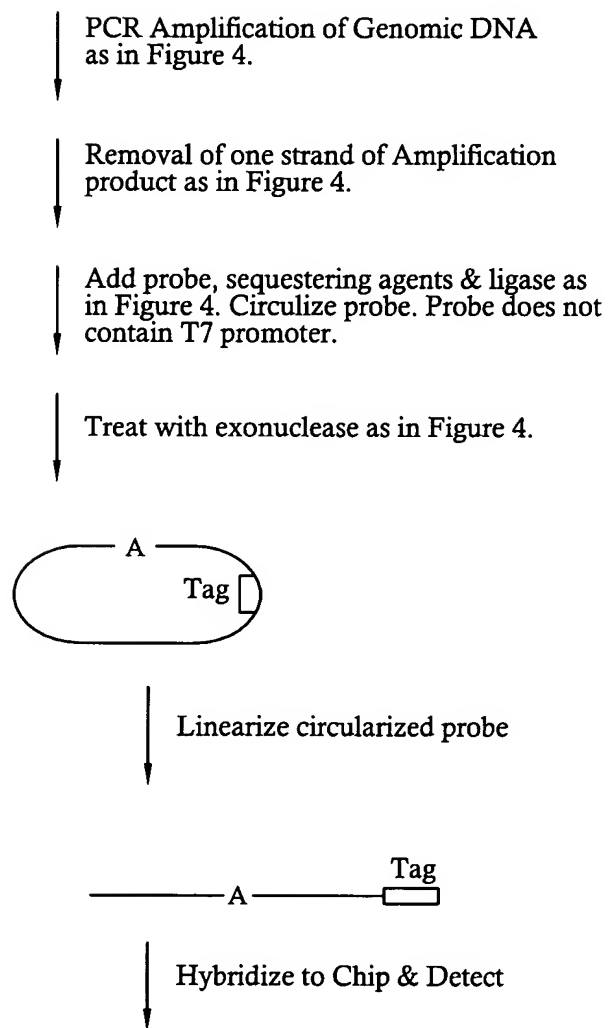 PCR Amplification of Genomic DNA
as in Figure 4.
Removal of one strand of Amplification
product as in Figure 4.
Add probe, sequestering agents & ligase as
in Figure 4. Circulize probe. Probe does not
contain T7 promoter.
Treat with exonuclease as in Figure 4.
A
Tag
Linearize circularized probe
Tag
A
Hybridize to Chip & Detect